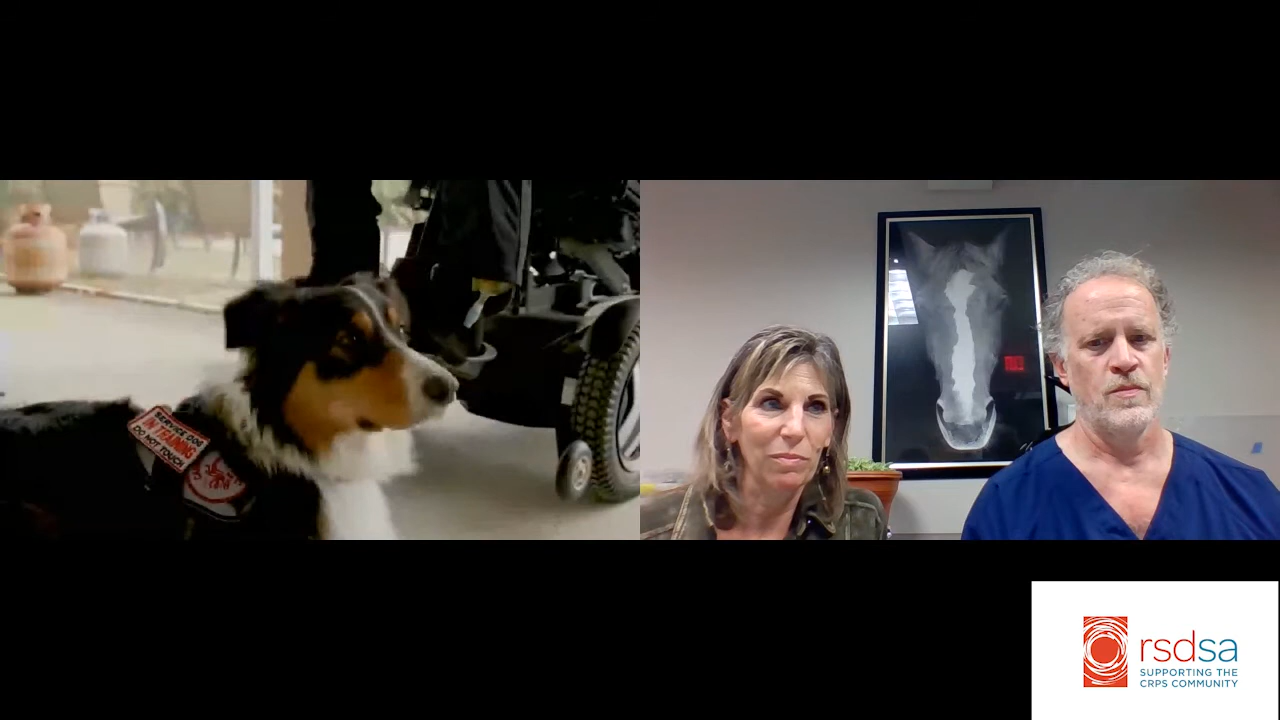 SERVICE DOG
IN TRAINING
DO NOT TOUCH
rsdsa
SUPPORTING THE
CRPS COMMUNITY